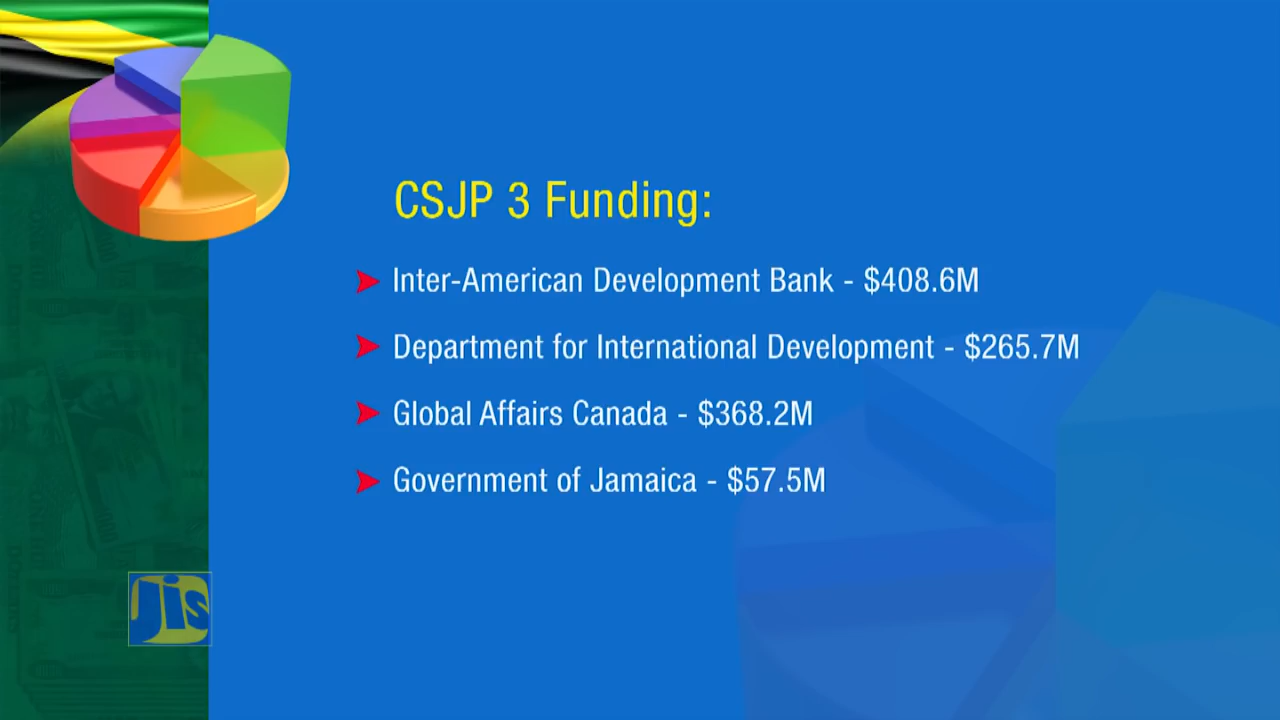 CSJP 3 Funding:
Inter-American Development Bank - $408.6M
Department for International Development - $265.7M
Global Affairs Canada - $368.2M
Government of Jamaica - $57.5M
Jis